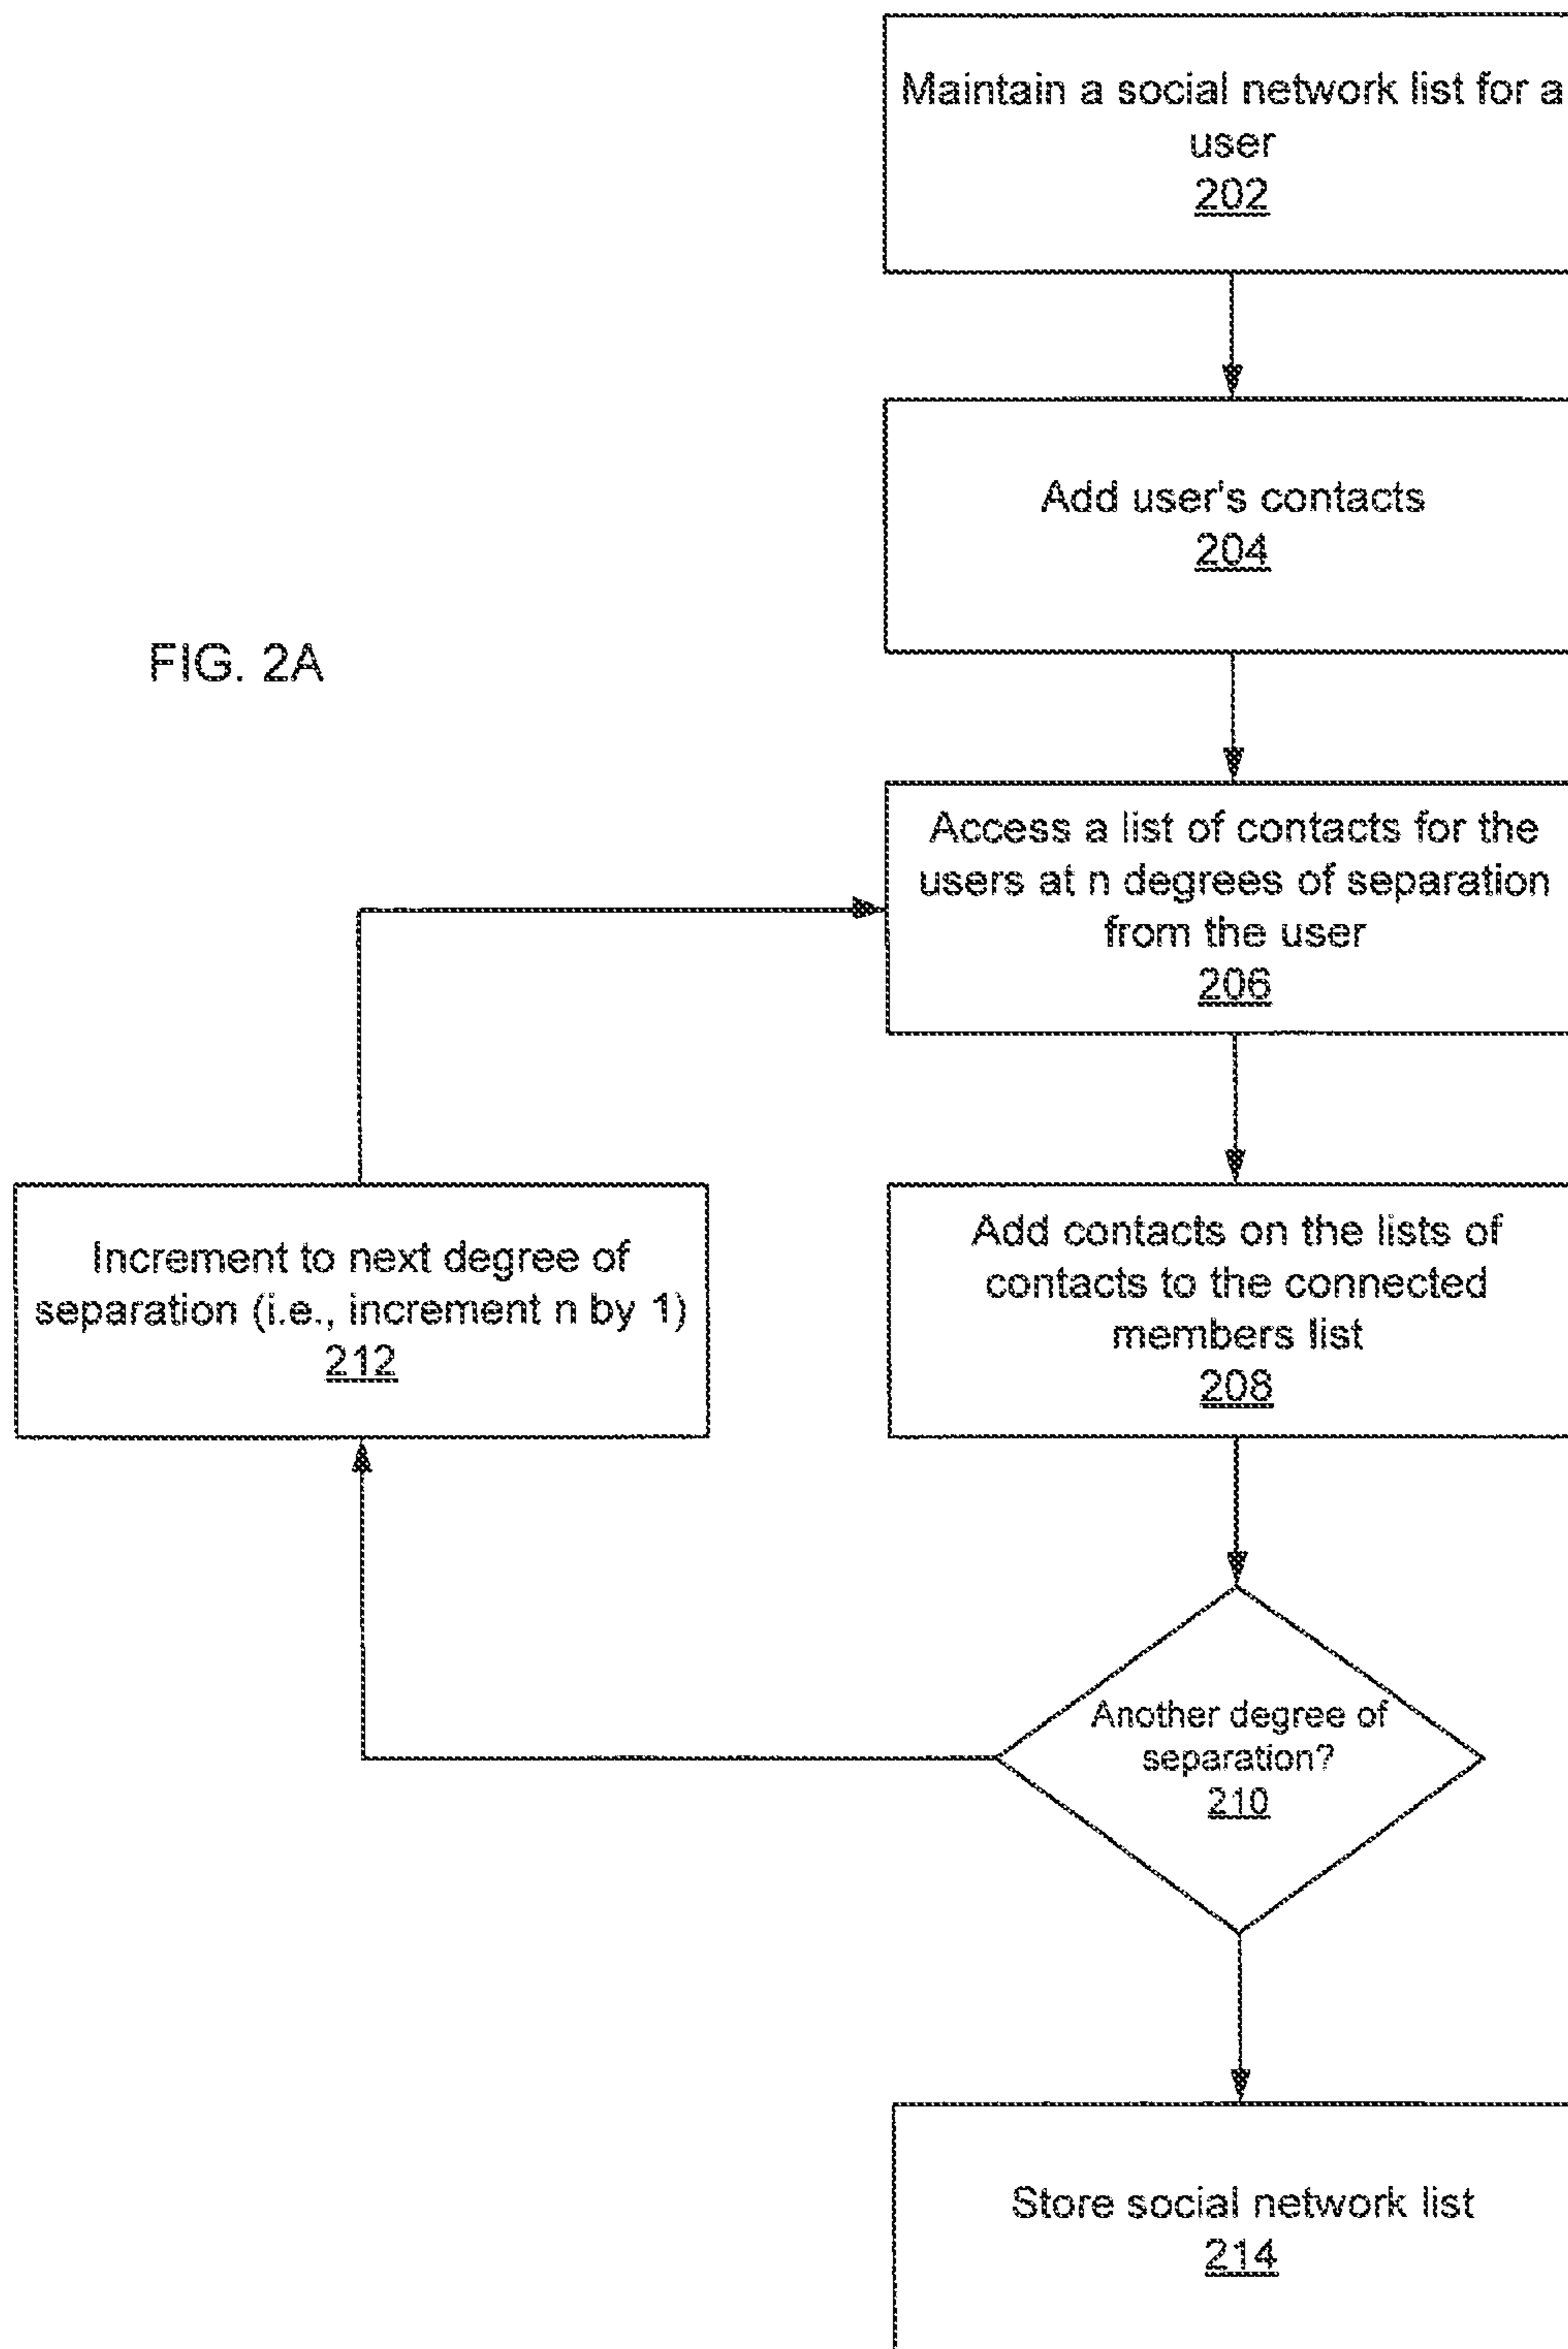 Maintain a social network list for a
user
202
Add user's contacts
204
FIG. 2A
Access a list of contacts for the
users at n degrees of separation
from the user
206
Increment to next degree of
separation (i.e., increment n by 1)
212
Add contacts on the lists of
contacts to the connected
members list
208
Another degree of
separation?
210
Store social network list
214